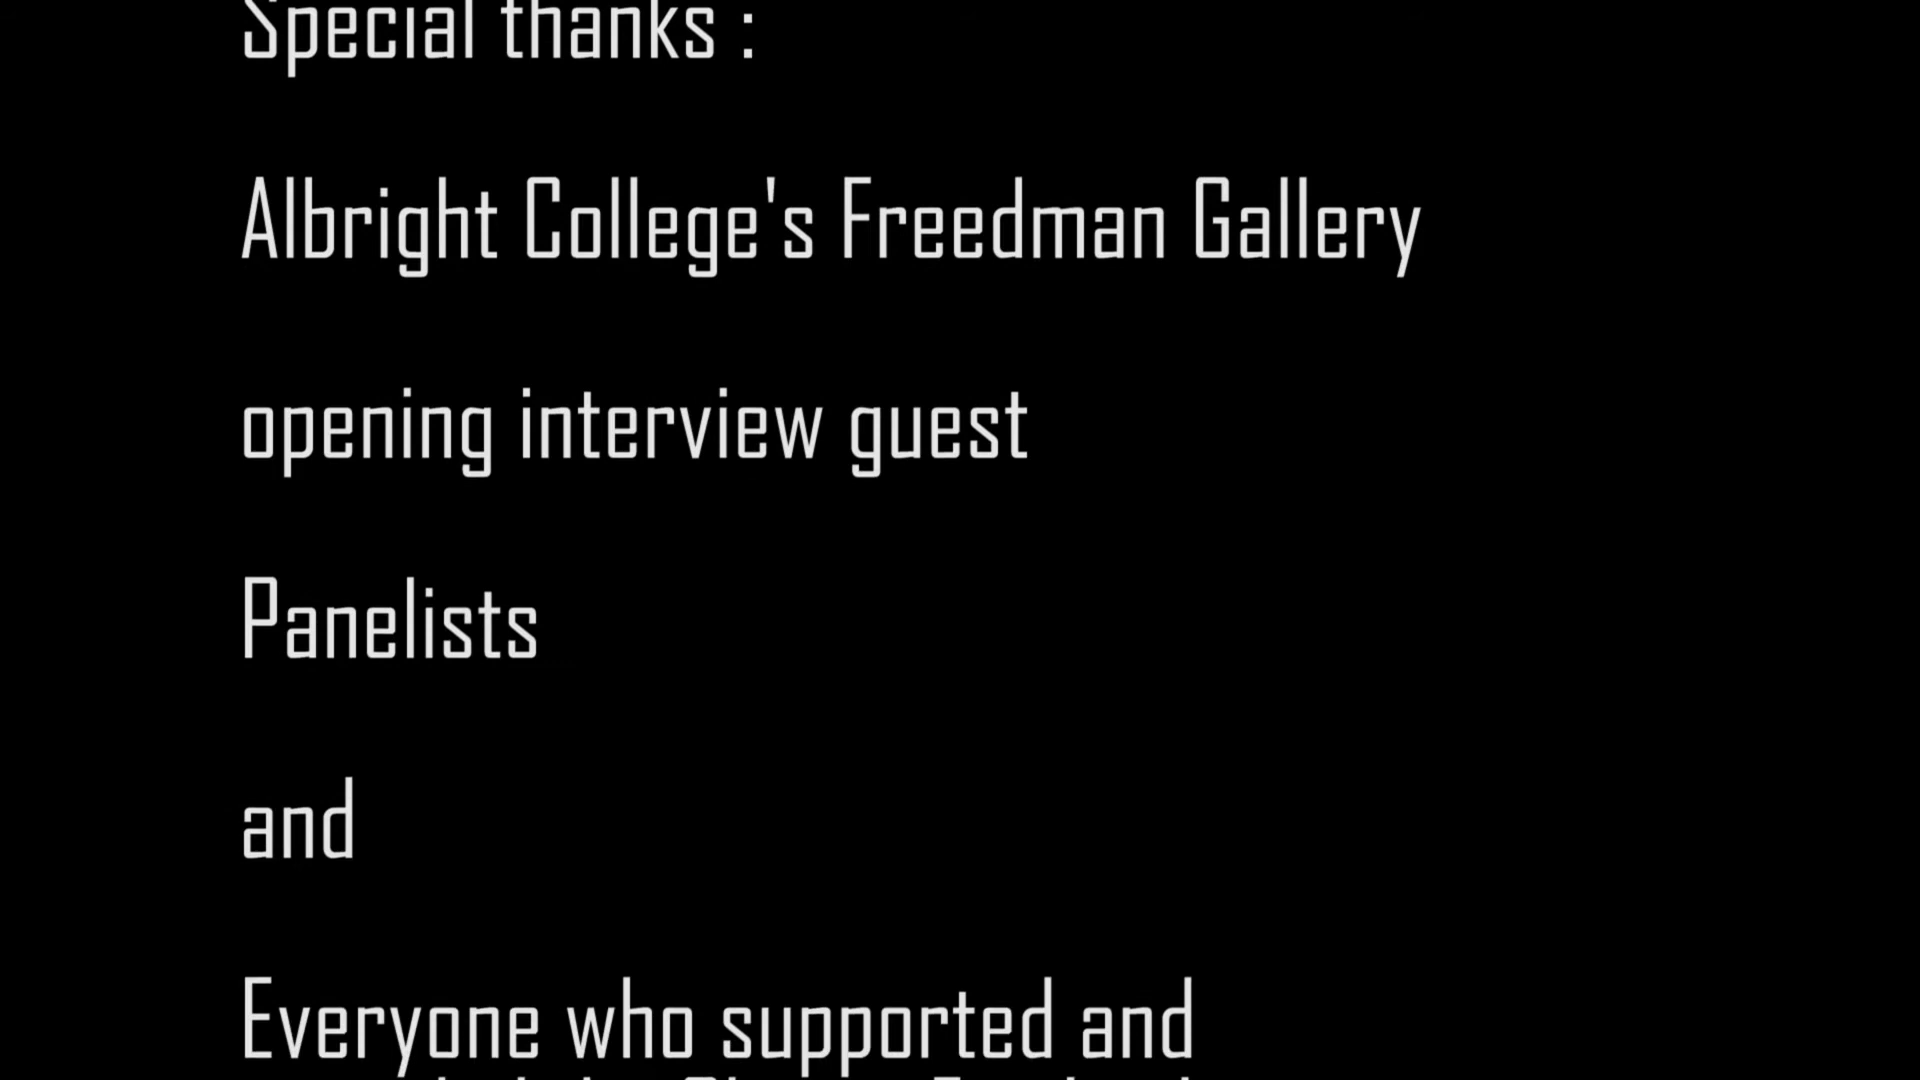 Special thanks :
Albright College's Freedman Gallery
opening interview guest
Panelists
and
Everyone who supported and